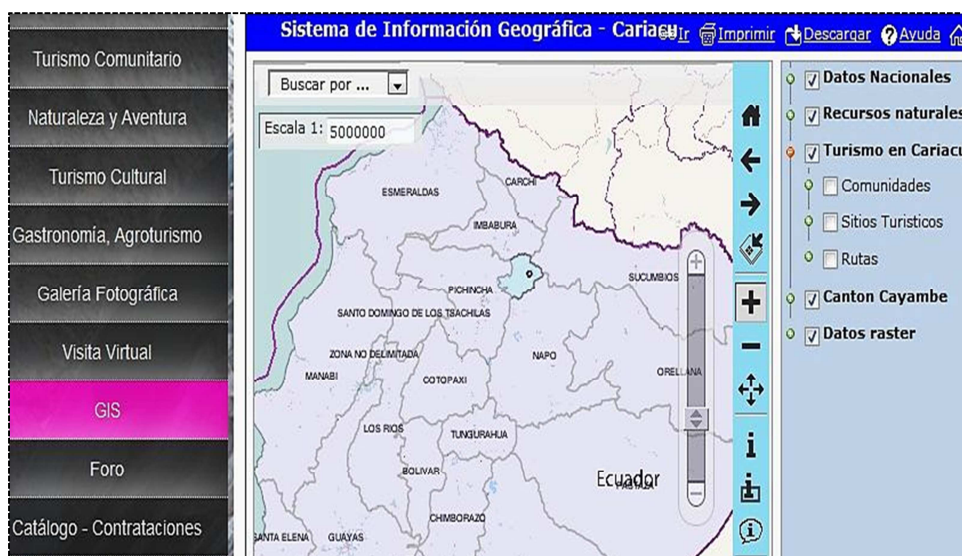 Turismo Comunitario
Naturaleza y Aventura
Turismo Cultural
Gastronomía, Agroturismo
Galería Fotográfica
Visita Virtual
GIS
Foro
Catálogo - Contrataciones
Sistema de Información Geográfica - Cariacu
Ir Imprimir Descargar Ayuda
Buscar por ...
Escala 1: 5000000
ESMERALDAS
CARCHI
IMBABURA
SUCUMBIOS
PICHINCHA
SANTO DOMINGO DE LOS TSACHILAS
ZONA NO DELIMITADA
NAPO
MANABI
COTOPAXI
ORELLANA
LOS RIOS
TUNGURAHUA
BOLIVAR
Ecuador
PASTAZA
CHIMBORAZO
SANTA ELENA
GUAYAS
Datos Nacionales
Recursos naturales
Turismo en Cariacu
Comunidades
Sitios Turisticos
Rutas
Canton Cayambe
Datos raster